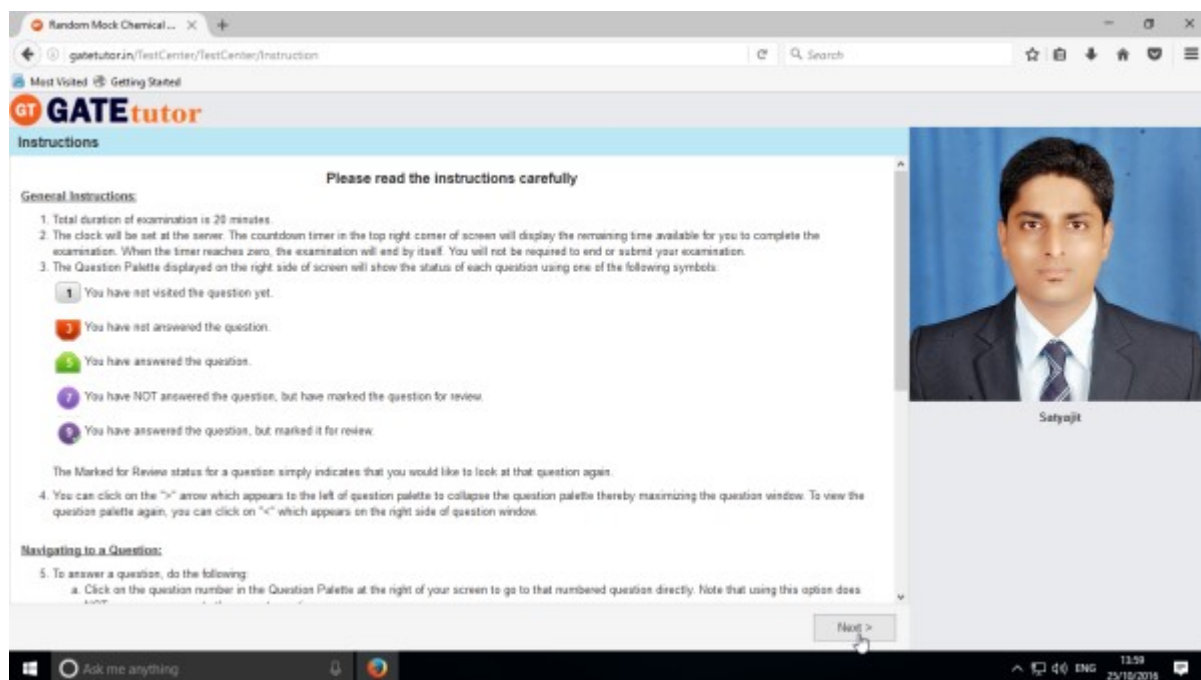 Random Mock Chemical ...
gatetutor.in/TestCenter/TestCenter/Instruction
Search
Most Visited Getting Started
GT GATEtutor
Instructions
Please read the instructions carefully
General Instructions:
1. Total duration of examination is 20 minutes.
2. The clock will be set at the server. The countdown timer in the top right corner of screen will display the remaining time available for you to complete the
examination. When the timer reaches zero, the examination will end by itself. You will not be required to end or submit your examination.
3. The Question Palette displayed on the right side of screen will show the status of each question using one of the following symbols:
1 You have not visited the question yet.
3 You have not answered the question.
5 You have answered the question.
7 You have NOT answered the question, but have marked the question for review.
9 You have answered the question, but marked it for review.
The Marked for Review status for a question simply indicates that you would like to look at that question again.
4. You can click on the ">" arrow which appears to the left of question palette to collapse the question palette thereby maximizing the question window. To view the
question palette again, you can click on "<" which appears on the right side of question window.
Navigating to a Question:
5. To answer a question, do the following:
a. Click on the question number in the Question Palette at the right of your screen to go to that numbered question directly. Note that using this option does
Next >
Satyajit
Ask me anything
ENG
13:59
25/10/2016